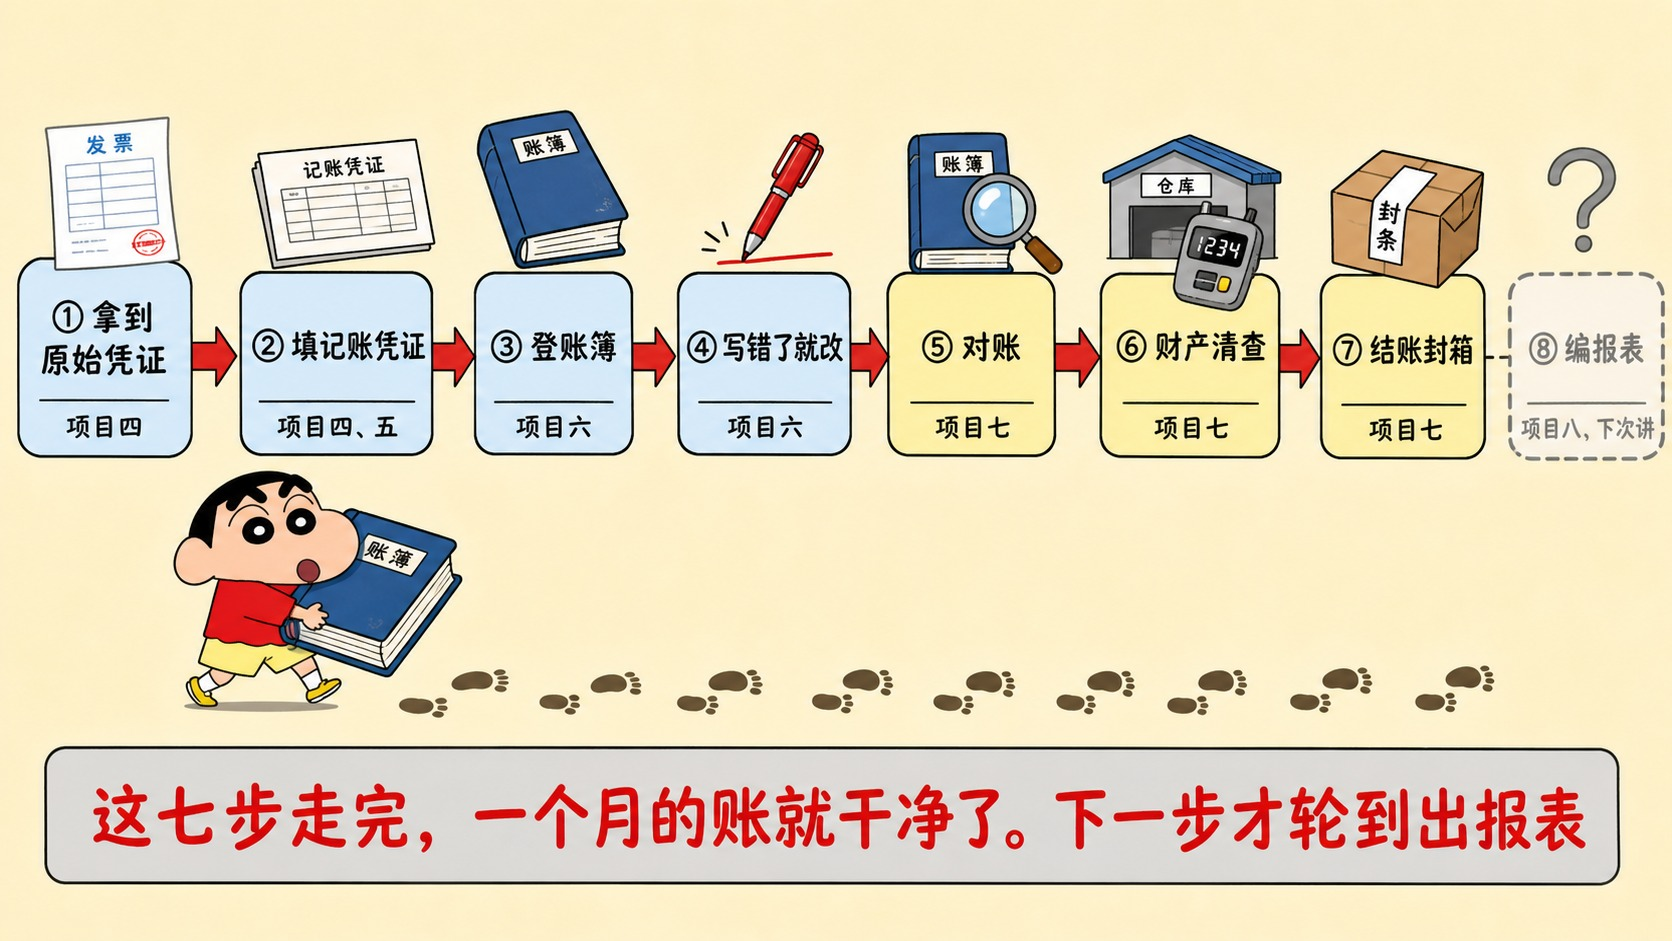 发票
记账凭证
账簿
账簿
仓库
1234
封条
?
① 拿到
原始凭证
项目四
② 填记账凭证
项目四、五
③ 登账簿
项目六
④ 写错了就改
项目六
⑤ 对账
项目七
⑥ 财产清查
项目七
⑦ 结账封箱
项目七
⑧ 编报表
项目八, 下次讲
账簿
这七步走完，一个月的账就干净了。下一步才轮到出报表